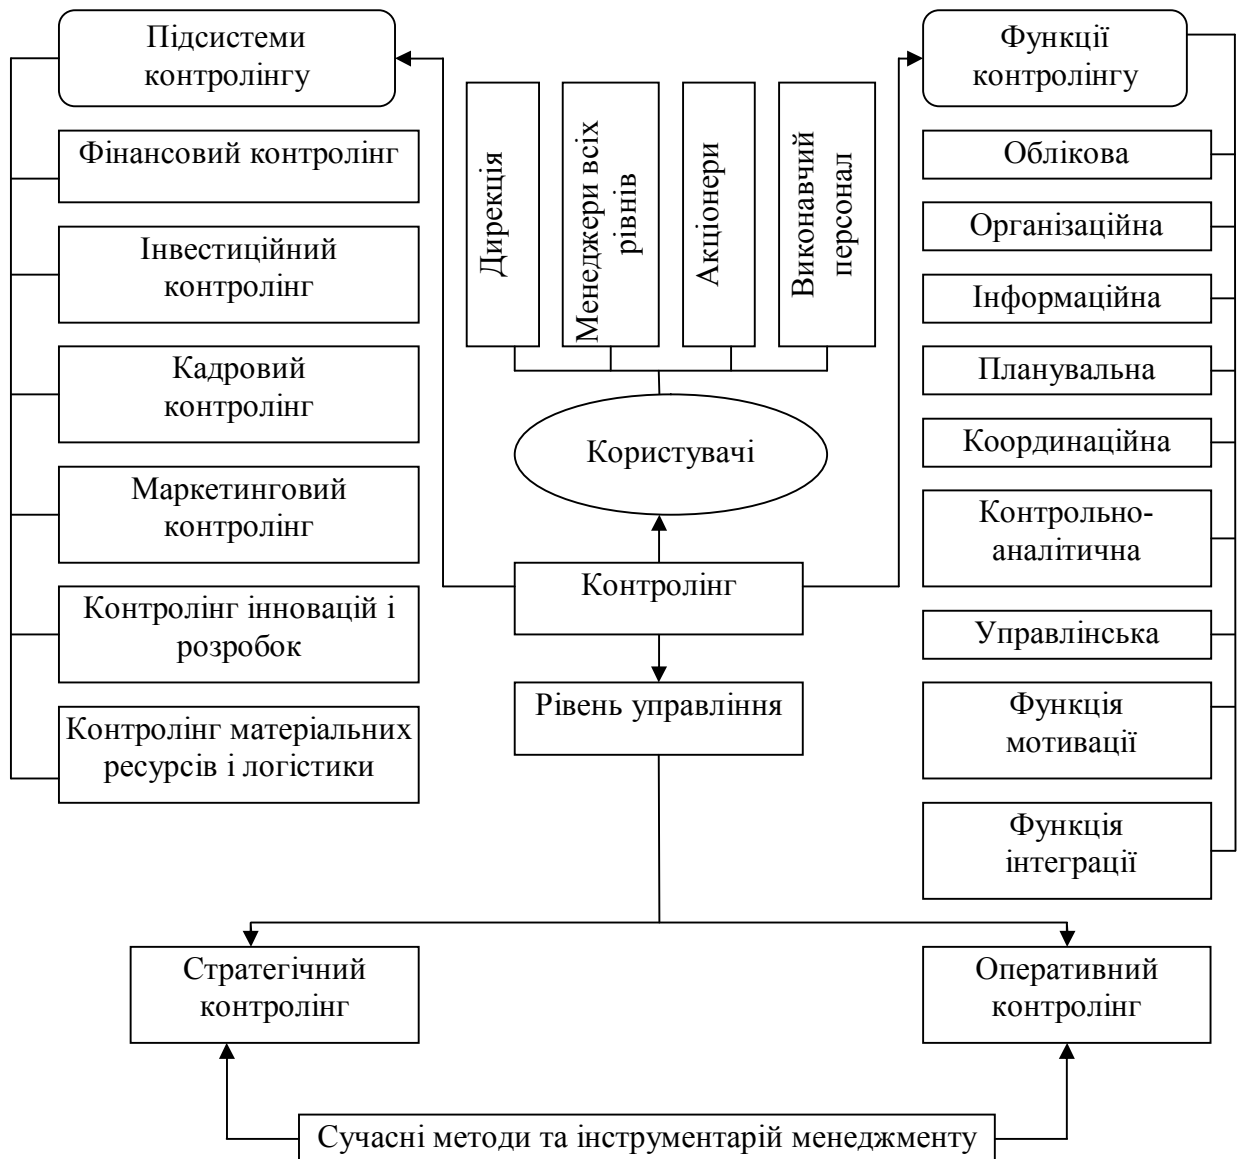 Підсистеми
контролінгу
Фінансовий контролінг
Інвестиційний
контролінг
Кадровий
контролінг
Маркетинговий
контролінг
Контролінг інновацій і
розробок
Контролінг матеріальних
ресурсів і логістики
Дирекція
Менеджери всіх
рівнів
Акціонери
Виконавчий
персонал
Користувачі
Контролінг
Рівень управління
Функції
контролінгу
Облікова
Організаційна
Інформаційна
Планувальна
Координаційна
Контрольно-
аналітична
Управлінська
Функція
мотивації
Функція
інтеграції
Стратегічний
контролінг
Оперативний
контролінг
Сучасні методи та інструментарій менеджменту